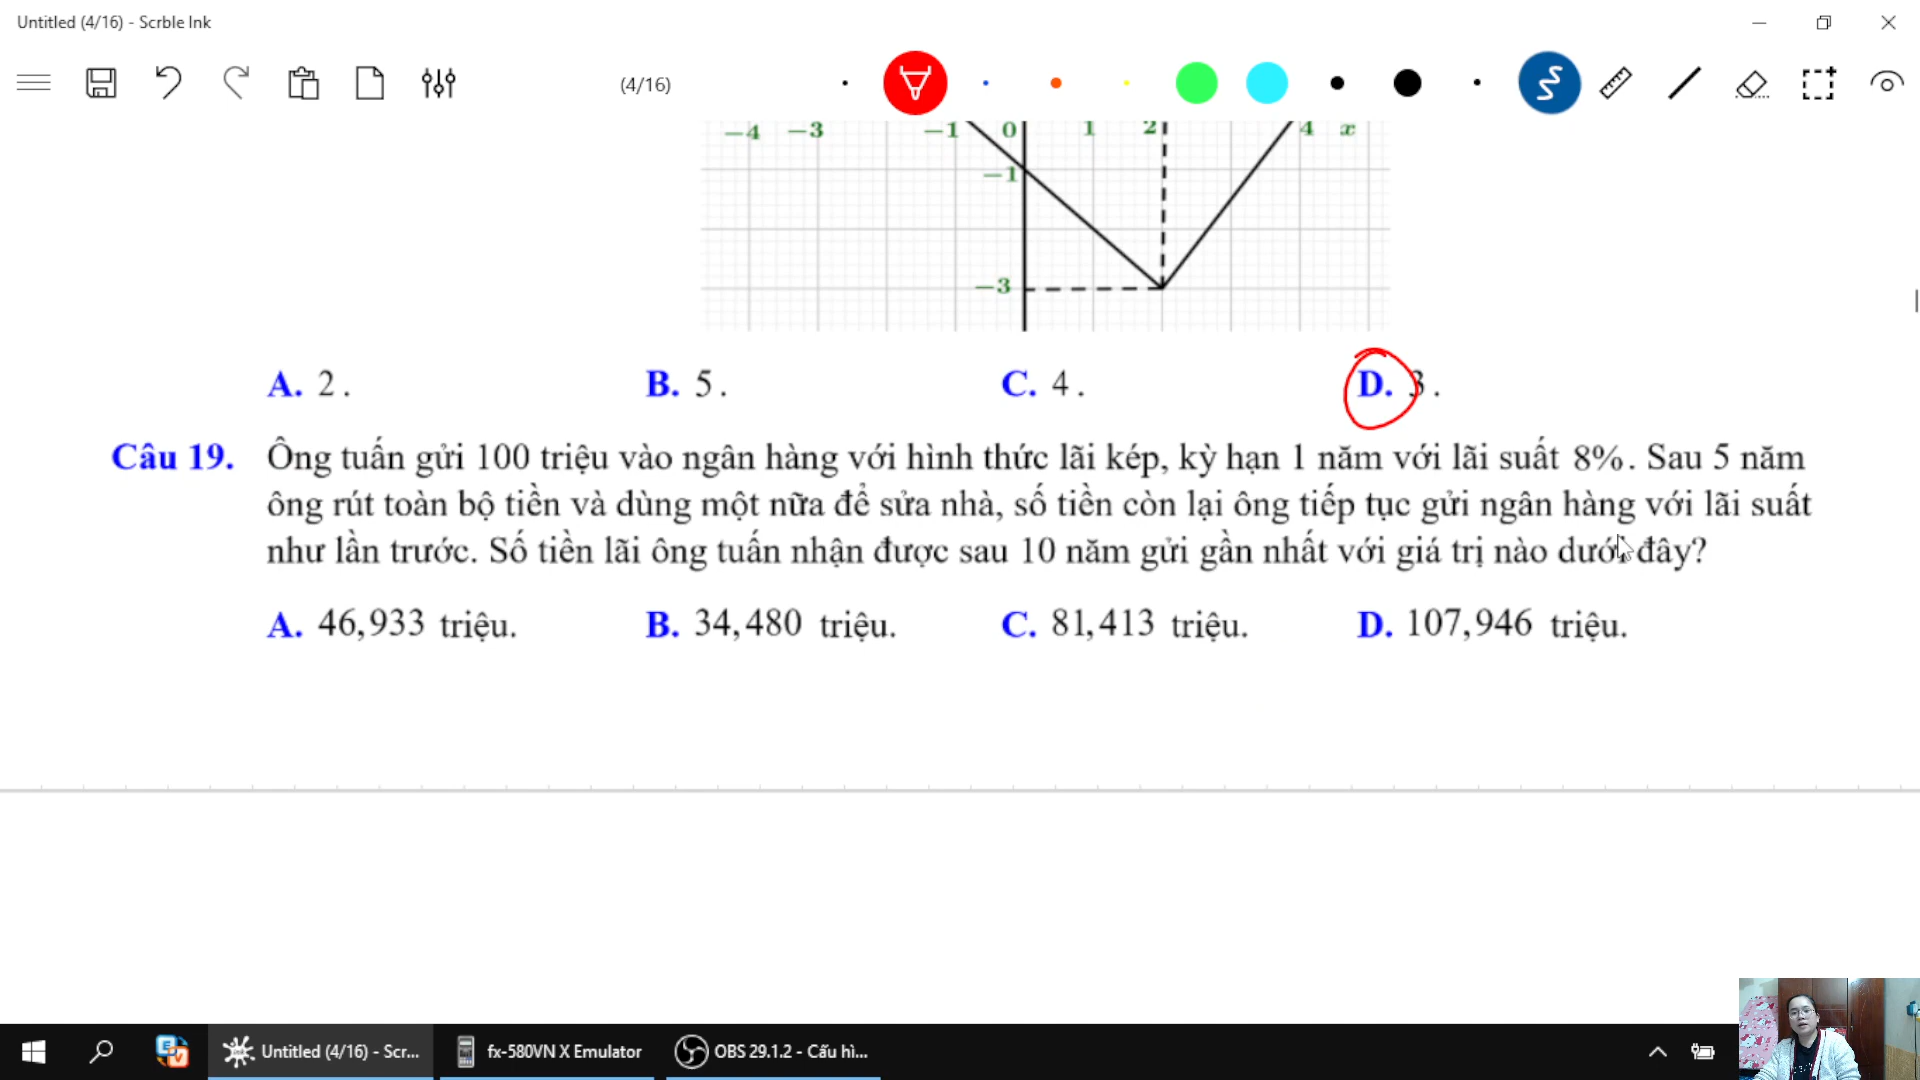 Untitled (4/16) - Scrble Ink
(4/16)
−4 −3 −1 0 1 2 4 x
−1
−3
A. 2 . B. 5 . C. 4 . D. 3 .
Câu 19. Ông tuấn gửi 100 triệu vào ngân hàng với hình thức lãi kép, kỳ hạn 1 năm với lãi suất 8%. Sau 5 năm
ông rút toàn bộ tiền và dùng một nữa để sửa nhà, số tiền còn lại ông tiếp tục gửi ngân hàng với lãi suất
như lần trước. Số tiền lãi ông tuấn nhận được sau 10 năm gửi gần nhất với giá trị nào dưới đây?
A. 46,933 triệu. B. 34,480 triệu. C. 81,413 triệu. D. 107,946 triệu.
Untitled (4/16) - Scr... fx-580VN X Emulator OBS 29.1.2 - Cấu hì...